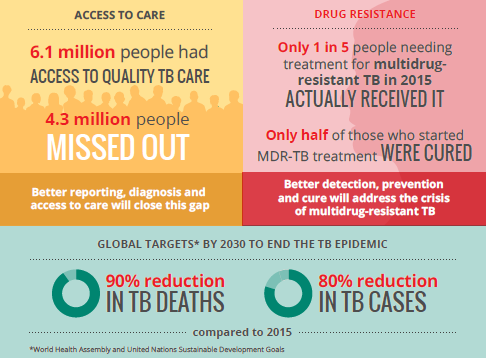 ACCESS TO CARE
6.1 million people had
ACCESS TO QUALITY TB CARE
4.3 million people
MISSED OUT
Better reporting, diagnosis and
access to care will close this gap
DRUG RESISTANCE
Only 1 in 5 people needing
treatment for multidrug-
resistant TB in 2015
ACTUALLY RECEIVED IT
Only half of those who started
MDR-TB treatment WERE CURED
Better detection, prevention
and cure will address the crisis
of multidrug-resistant TB
GLOBAL TARGETS* BY 2030 TO END THE TB EPIDEMIC
90% reduction
IN TB DEATHS
80% reduction
IN TB CASES
compared to 2015
*World Health Assembly and United Nations Sustainable Development Goals